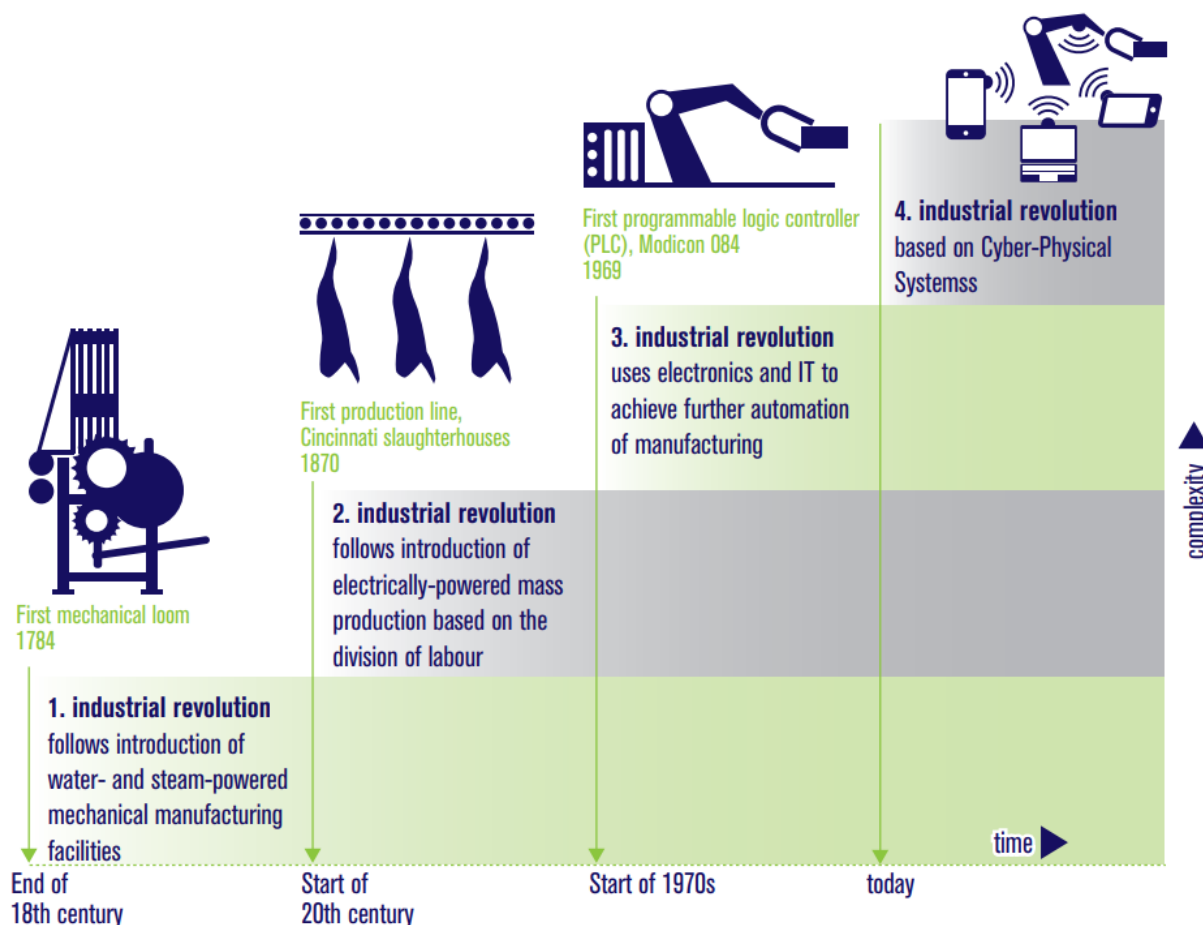 First mechanical loom
1784
First production line,
Cincinnati slaughterhouses
1870
First programmable logic controller
(PLC), Modicon 084
1969
4. industrial revolution
based on Cyber-Physical
Systemss
3. industrial revolution
uses electronics and IT to
achieve further automation
of manufacturing
2. industrial revolution
follows introduction of
electrically-powered mass
production based on the
division of labour
1. industrial revolution
follows introduction of
water- and steam-powered
mechanical manufacturing
facilities
complexity
time
End of
18th century
Start of
20th century
Start of 1970s
today